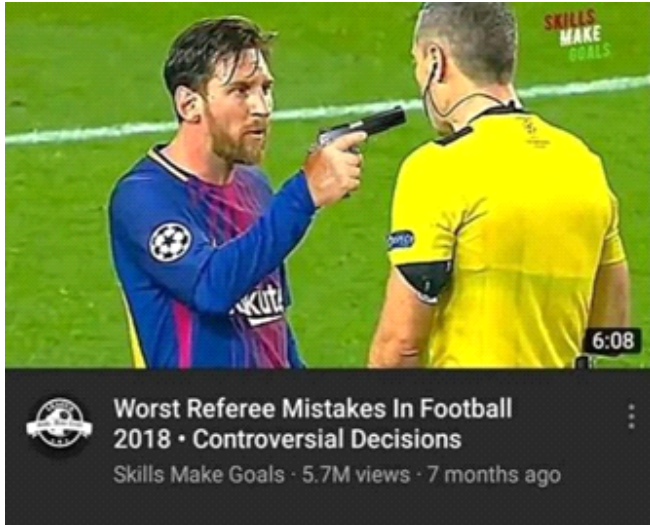 SKILLS
MAKE
GOALS
kut
6:08
Worst Referee Mistakes In Football
2018 • Controversial Decisions
Skills Make Goals · 5.7M views · 7 months ago